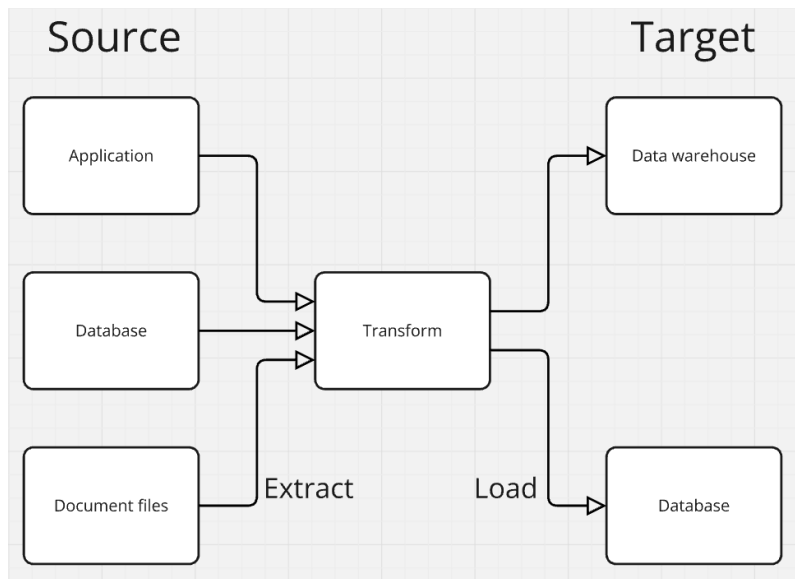 Source
Target
Application
Data warehouse
Database
Transform
Document files
Extract
Load
Database